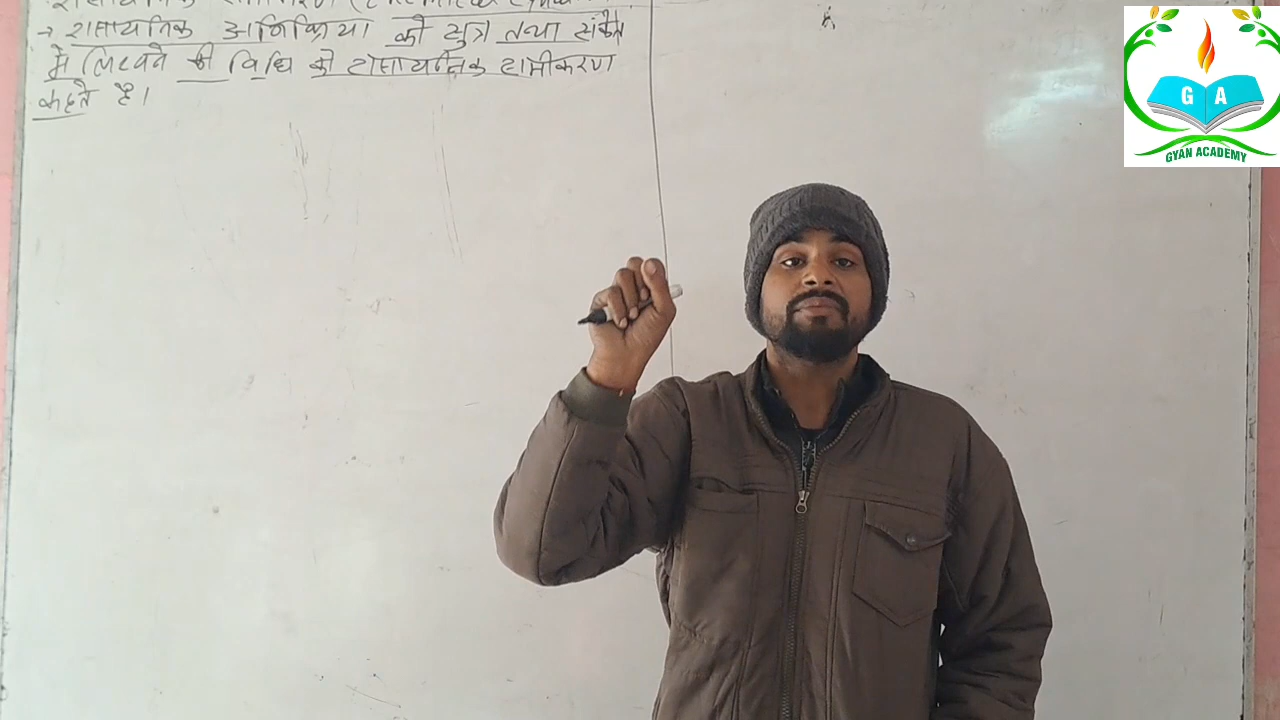 → रासायनिक अभिक्रिया को सुत्र तथा संकेत
में लिखने की विधि को रासायनिक समीकरण
कहते है।
G A
GYAN ACADEMY